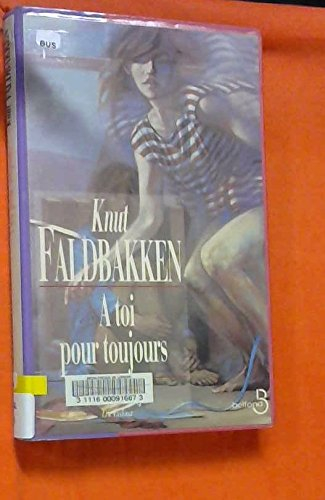 BUS
Knut
FALDBAKKEN
A toi
pour toujours
3 1116 00091667 3
belfond